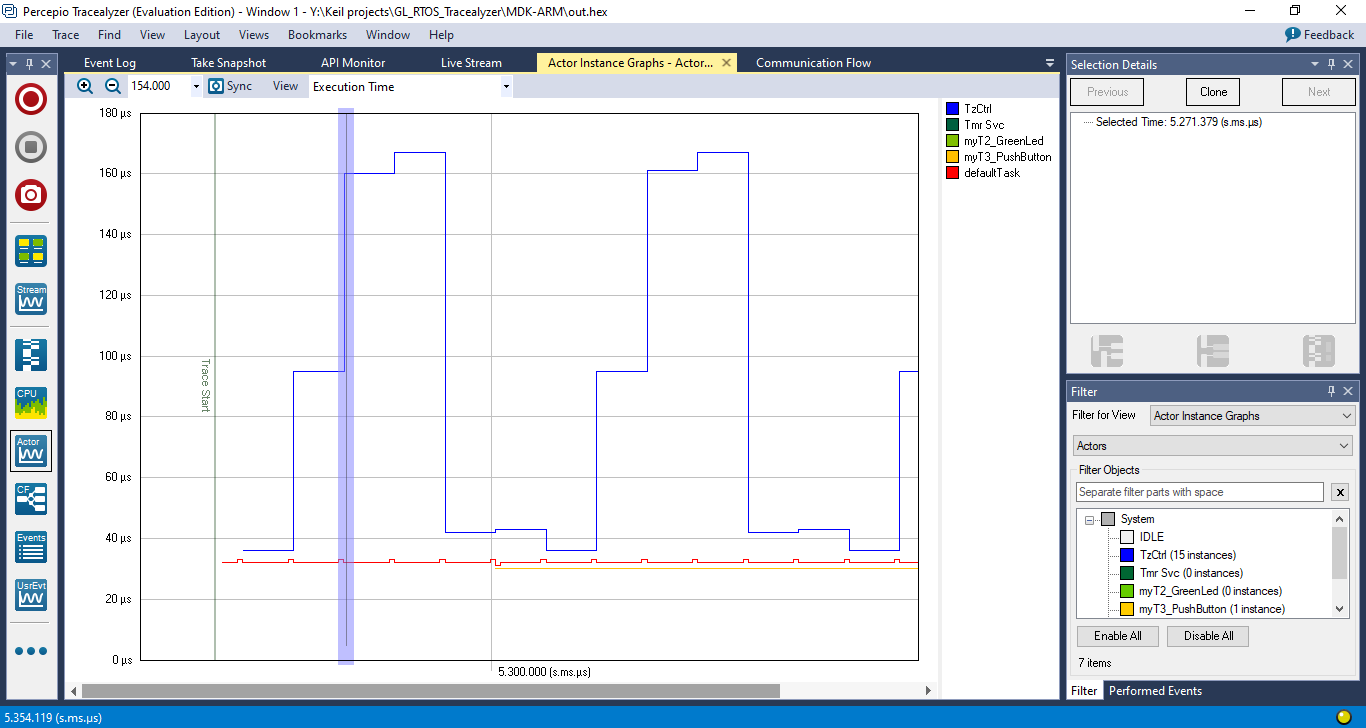 Percepio Tracealyzer (Evaluation Edition) - Window 1 - Y:\Keil projects\GL_RTOS_Tracealyzer\MDK-ARM\out.hex
File Trace Find View Layout Views Bookmarks Window Help
Feedback
Event Log Take Snapshot API Monitor Live Stream Actor Instance Graphs - Actor... Communication Flow
154.000 Sync View Execution Time
Stream
CPU
Actor
CF
Events
UsrEvt
180 µs
160 µs
140 µs
120 µs
100 µs
80 µs
60 µs
40 µs
20 µs
0 µs
Trace Start
5.300.000 (s.ms.µs)
TzCtrl
Tmr Svc
myT2_GreenLed
myT3_PushButton
defaultTask
Selection Details
Previous Clone Next
Selected Time: 5.271.379 (s.ms.µs)
Filter
Filter for View Actor Instance Graphs
Actors
Filter Objects
Separate filter parts with space x
System
IDLE
TzCtrl (15 instances)
Tmr Svc (0 instances)
myT2_GreenLed (0 instances)
myT3_PushButton (1 instance)
Enable All Disable All
7 items
Filter Performed Events
5.354.119 (s.ms.µs)